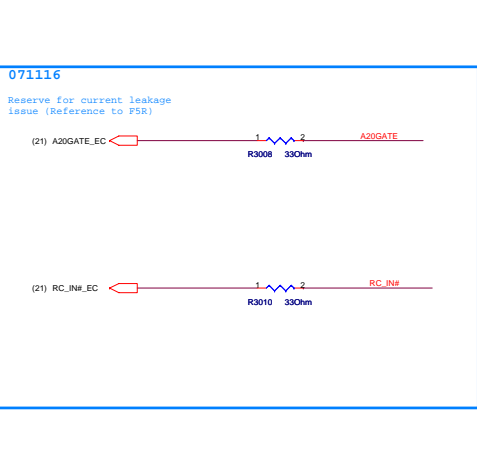 071116
Reserve for current leakage
issue (Reference to F5R)
(21) A20GATE_EC 1 2 A20GATE
R3008 33Ohm
(21) RC_IN#_EC 1 2 RC_IN#
R3010 33Ohm